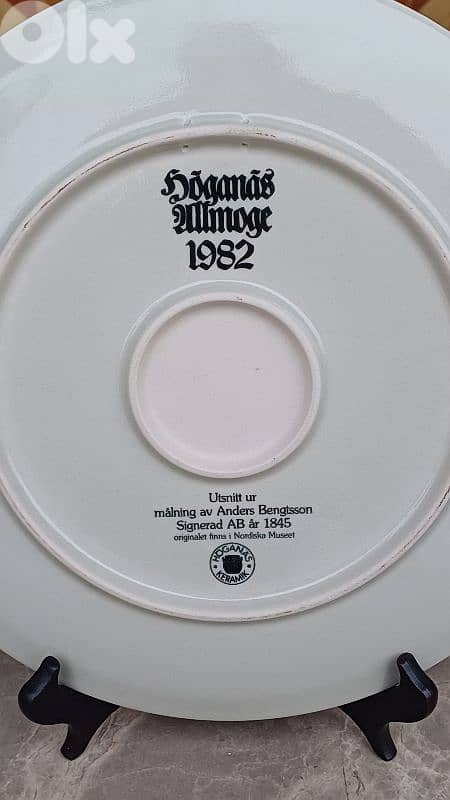 OLX
Höganäs
Allmoge
1982
Utsnitt ur
målning av Anders Bengtsson
Signerad AB år 1845
originalet finns i Nordiska Museet
HÖGANÄS
KERAMIK